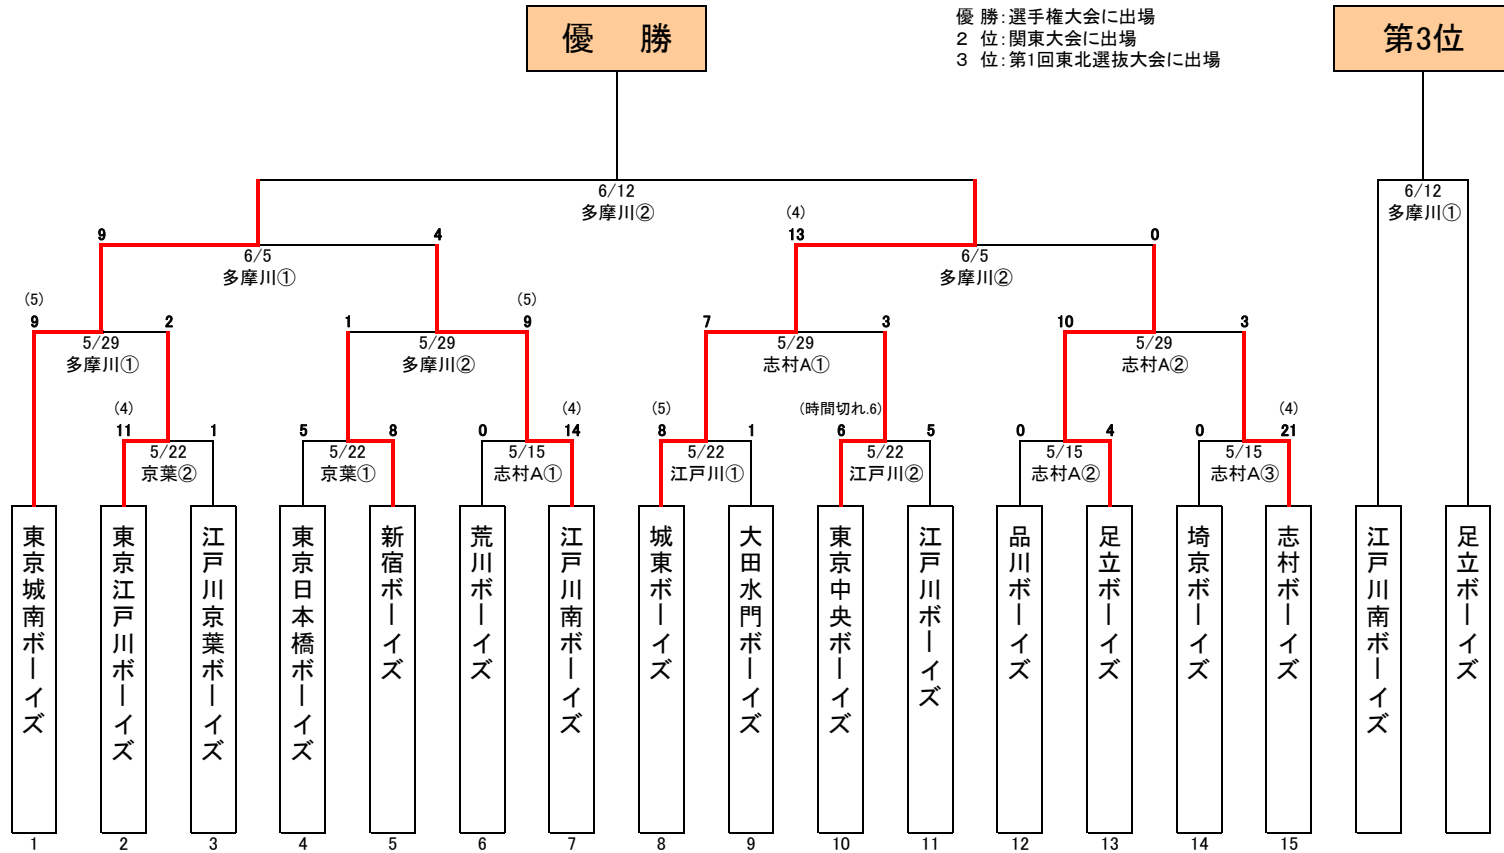 優　勝
優 勝：選手権大会に出場
2 位：関東大会に出場
3 位：第1回東北選抜大会に出場
第3位
6/12
多摩川②
6/12
多摩川①
(4)
9 4 13 0
6/5
多摩川①
6/5
多摩川②
(5) (5)
9 2 1 9 7 3 10 3
5/29
多摩川①
5/29
多摩川②
5/29
志村A①
5/29
志村A②
(4) (4) (5) (時間切れ.6) (4)
11 1 5 8 0 14 8 1 6 5 0 4 0 21
5/22
京葉②
5/22
京葉①
5/15
志村A①
5/22
江戸川①
5/22
江戸川②
5/15
志村A②
5/15
志村A③
東京城南ボーイズ
東京江戸川ボーイズ
江戸川京葉ボーイズ
東京日本橋ボーイズ
新宿ボーイズ
荒川ボーイズ
江戸川南ボーイズ
城東ボーイズ
大田水門ボーイズ
東京中央ボーイズ
江戸川ボーイズ
品川ボーイズ
足立ボーイズ
埼京ボーイズ
志村ボーイズ
江戸川南ボーイズ
足立ボーイズ
1 2 3 4 5 6 7 8 9 10 11 12 13 14 15